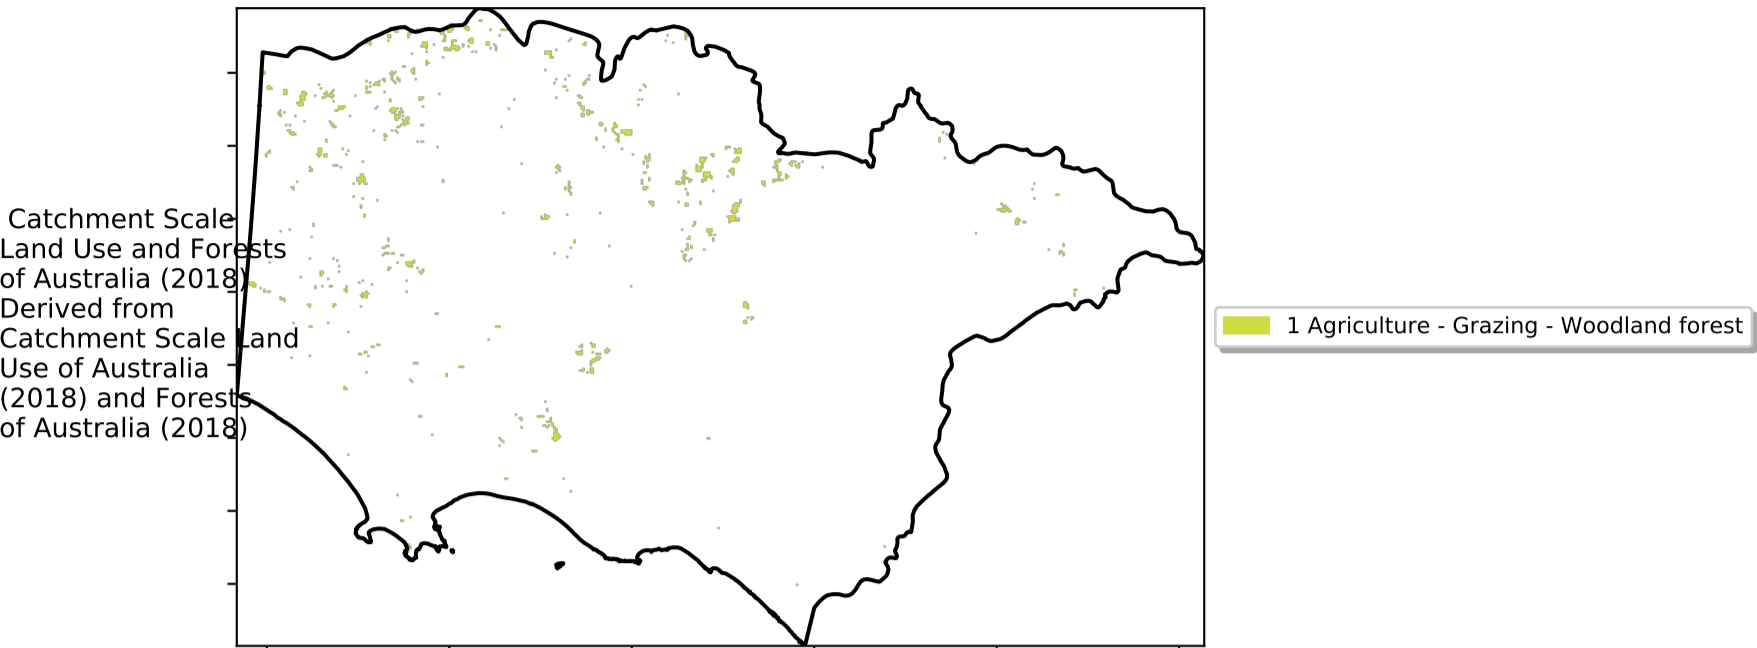 Catchment Scale
Land Use and Forests
of Australia (2018)
Derived from
Catchment Scale Land
Use of Australia
(2018) and Forests
of Australia (2018)
1 Agriculture - Grazing - Woodland forest